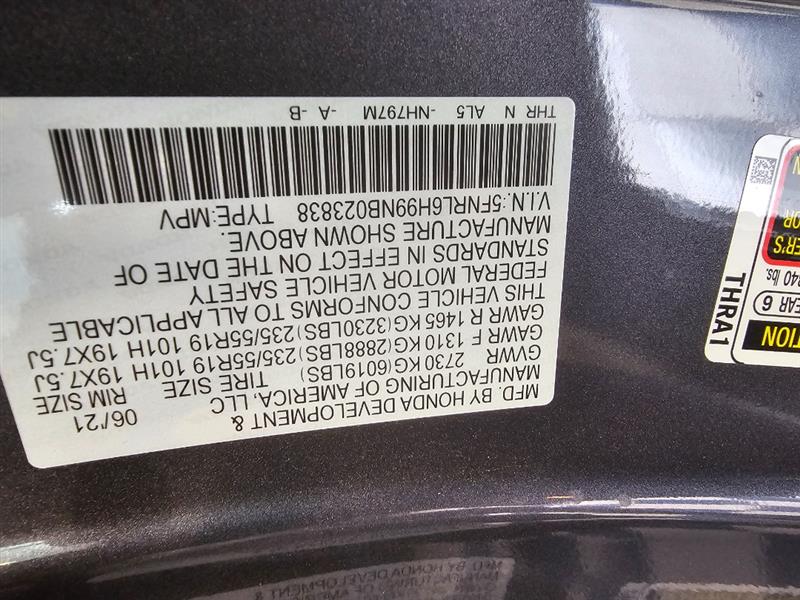 MFD. BY HONDA DEVELOPMENT &
MANUFACTURING OF AMERICA, LLC 06/'21
GVWR 2730 KG(6019LBS) TIRE SIZE RIM SIZE
GAWR F 1310 KG(2888LBS) 235/55R19 101H 19X7.5J
GAWR R 1465 KG(3230LBS) 235/55R19 101H 19X7.5J
THIS VEHICLE CONFORMS TO ALL APPLICABLE
FEDERAL MOTOR VEHICLE SAFETY
STANDARDS IN EFFECT ON THE DATE OF
MANUFACTURE SHOWN ABOVE.
V.I.N.:5FNRL6H99NB023838 TYPE:MPV
THR N AL5 -NH797M -A -B
THRA1